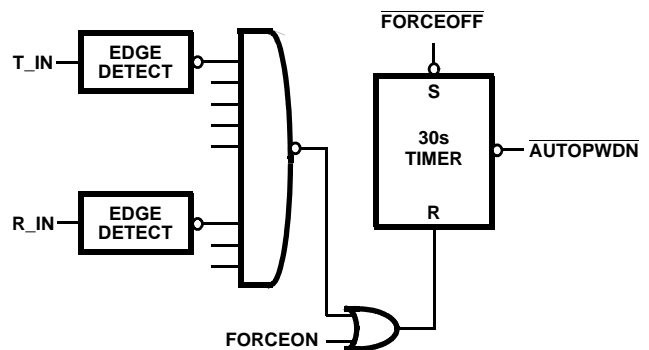 FORCEOFF
T_IN
EDGE
DETECT
S
30s
TIMER
AUTOPWDN
R_IN
EDGE
DETECT
R
FORCEON